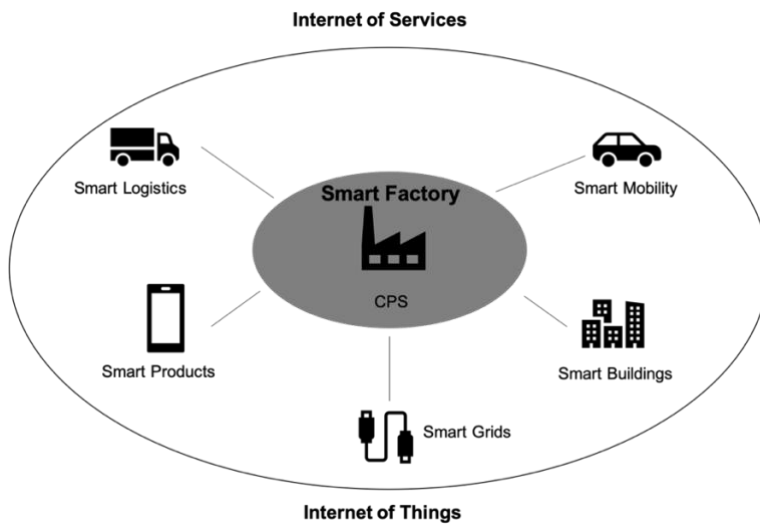 Internet of Services
Smart Logistics
Smart Mobility
Smart Factory
CPS
Smart Products
Smart Buildings
Smart Grids
Internet of Things